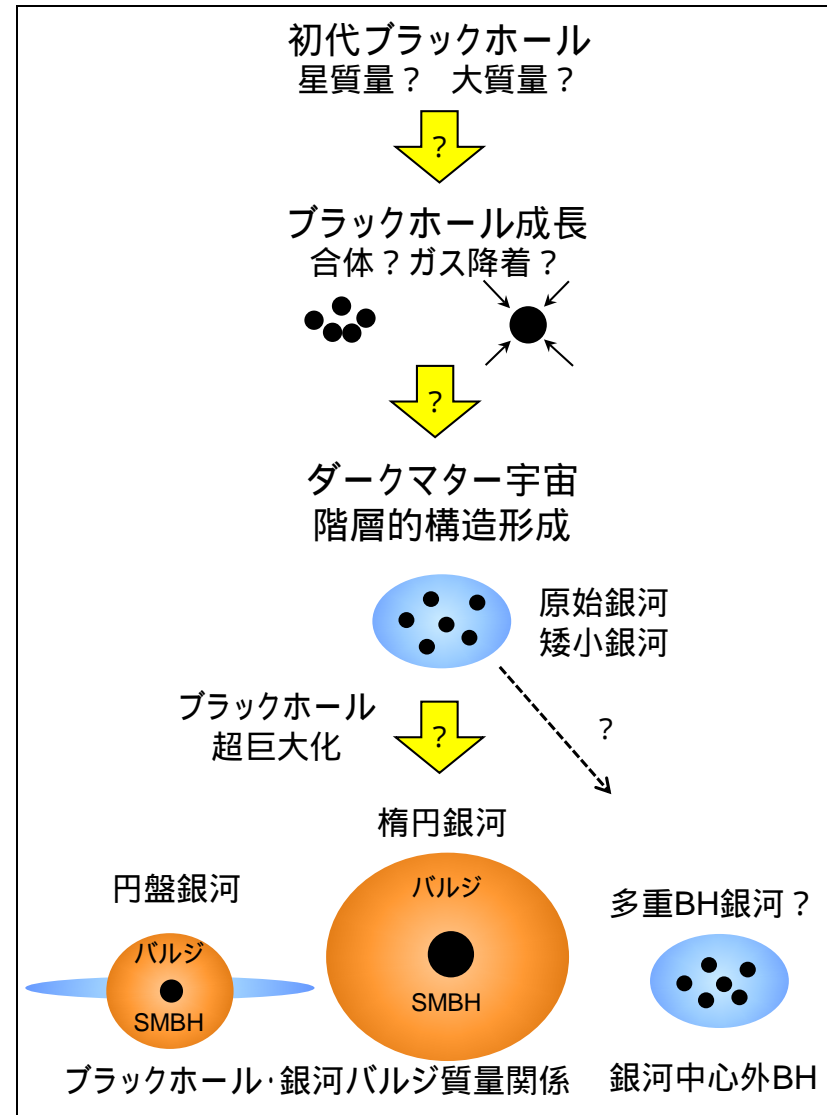 初代ブラックホール
星質量？ 大質量？
？
ブラックホール成長
合体？ガス降着？
？
ダークマター宇宙
階層的構造形成
原始銀河
矮小銀河
ブラックホール
超巨大化
？
？
楕円銀河
円盤銀河
バルジ
多重BH銀河？
バルジ
SMBH
SMBH
ブラックホール･銀河バルジ質量関係
銀河中心外BH